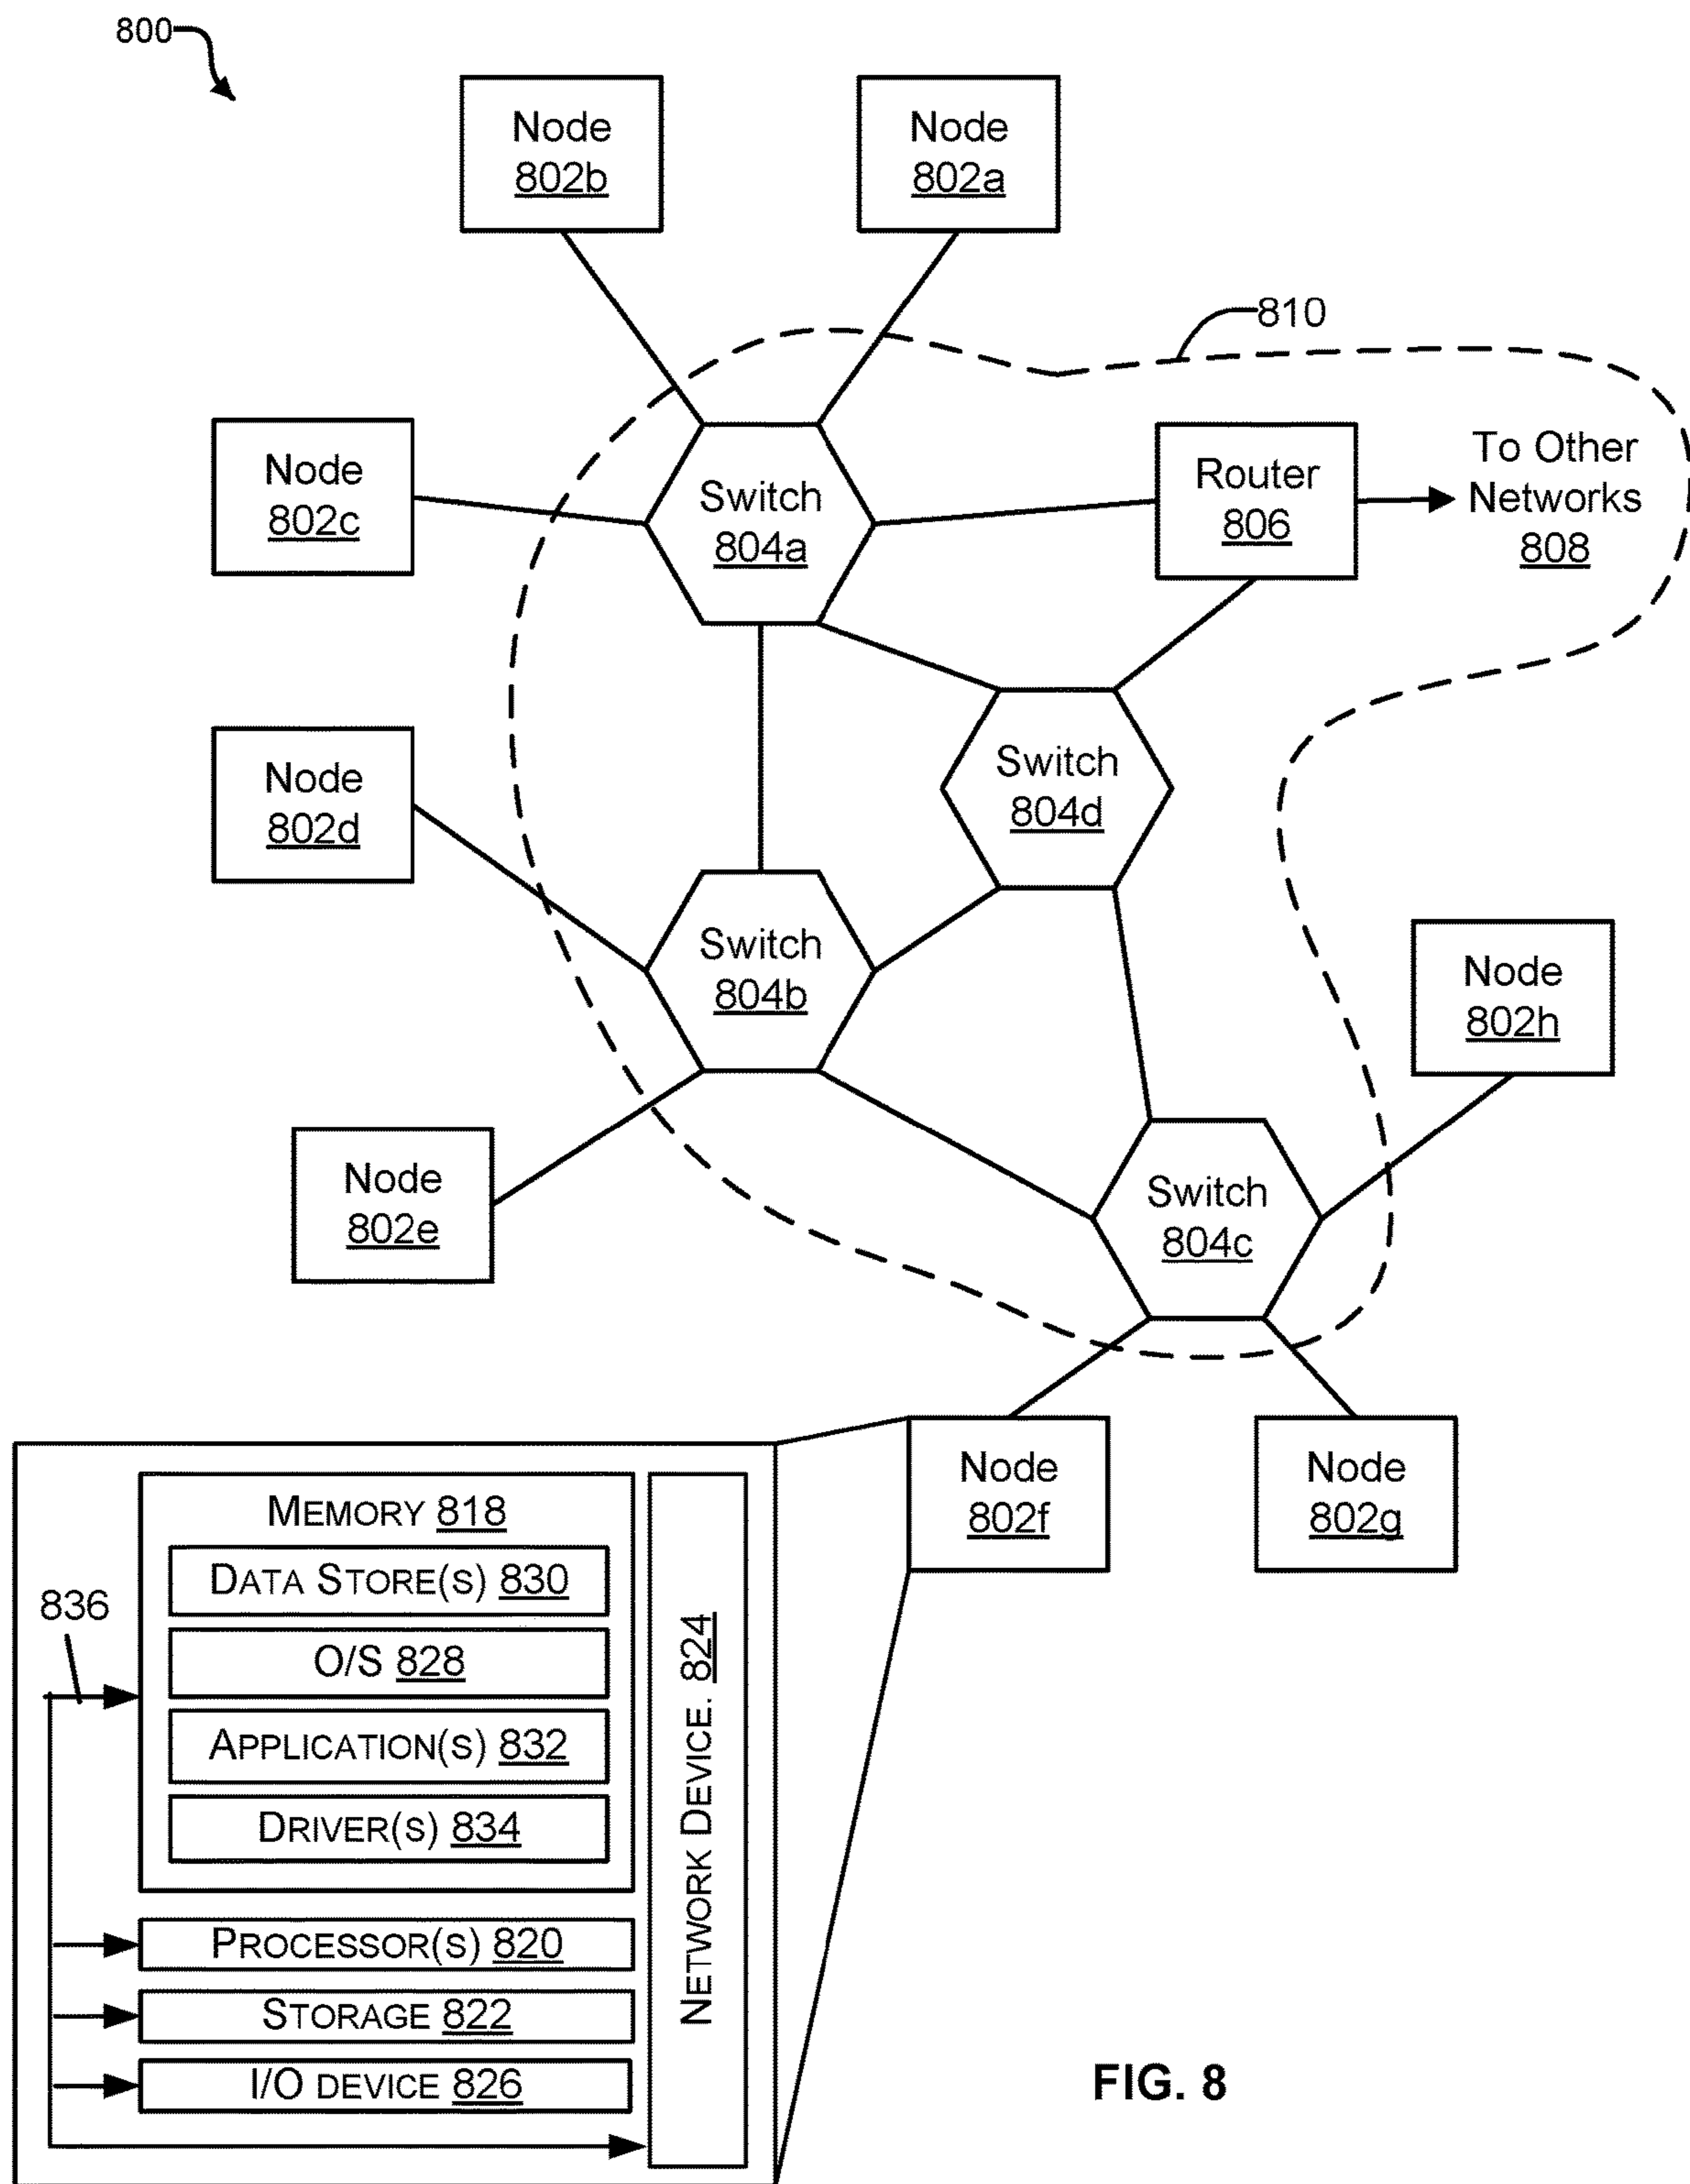 800
Node
802b
Node
802a
810
Node
802c
Switch
804a
Router
806
To Other
Networks
808
Node
802d
Switch
804d
Switch
804b
Node
802h
Node
802e
Switch
804c
Node
802f
Node
802g
MEMORY 818
DATA STORE(S) 830
836
O/S 828
APPLICATION(S) 832
DRIVER(S) 834
NETWORK DEVICE. 824
PROCESSOR(S) 820
STORAGE 822
I/O DEVICE 826
FIG. 8